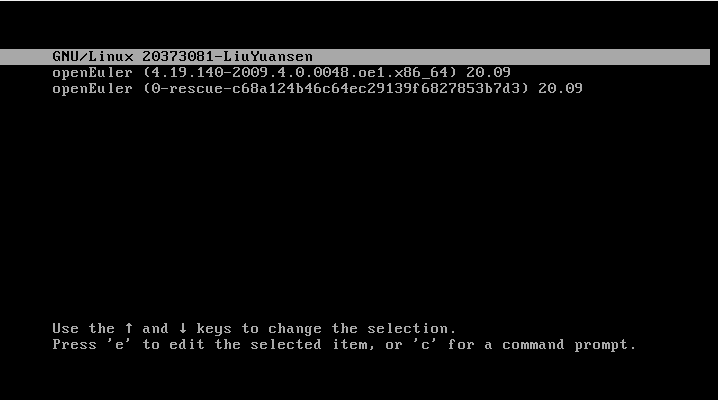 GNU/Linux 20373081-LiuYuansen
openEuler (4.19.140-2009.4.0.0048.oe1.x86_64) 20.09
openEuler (0-rescue-c68a124b46c64ec29139f6827853b7d3) 20.09
Use the ↑ and ↓ keys to change the selection.
Press 'e' to edit the selected item, or 'c' for a command prompt.